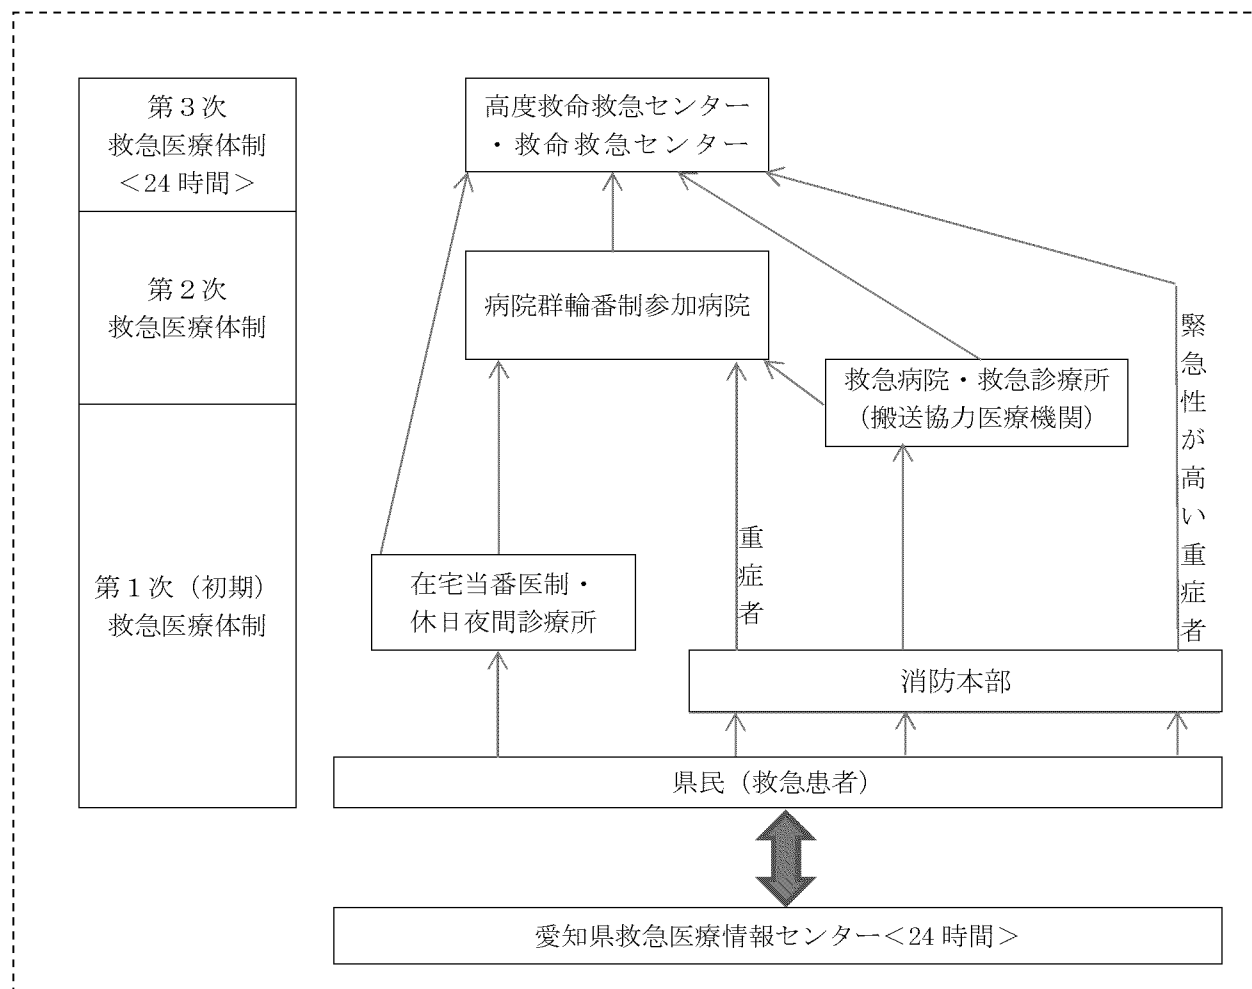 第３次
救急医療体制
＜24 時間＞
高度救命救急センター
・救命救急センター
第２次
救急医療体制
病院群輪番制参加病院
救急病院・救急診療所
（搬送協力医療機関）
緊急性が高い重症者
重症者
第１次（初期）
救急医療体制
在宅当番医制・
休日夜間診療所
消防本部
県民（救急患者）
愛知県救急医療情報センター＜24 時間＞